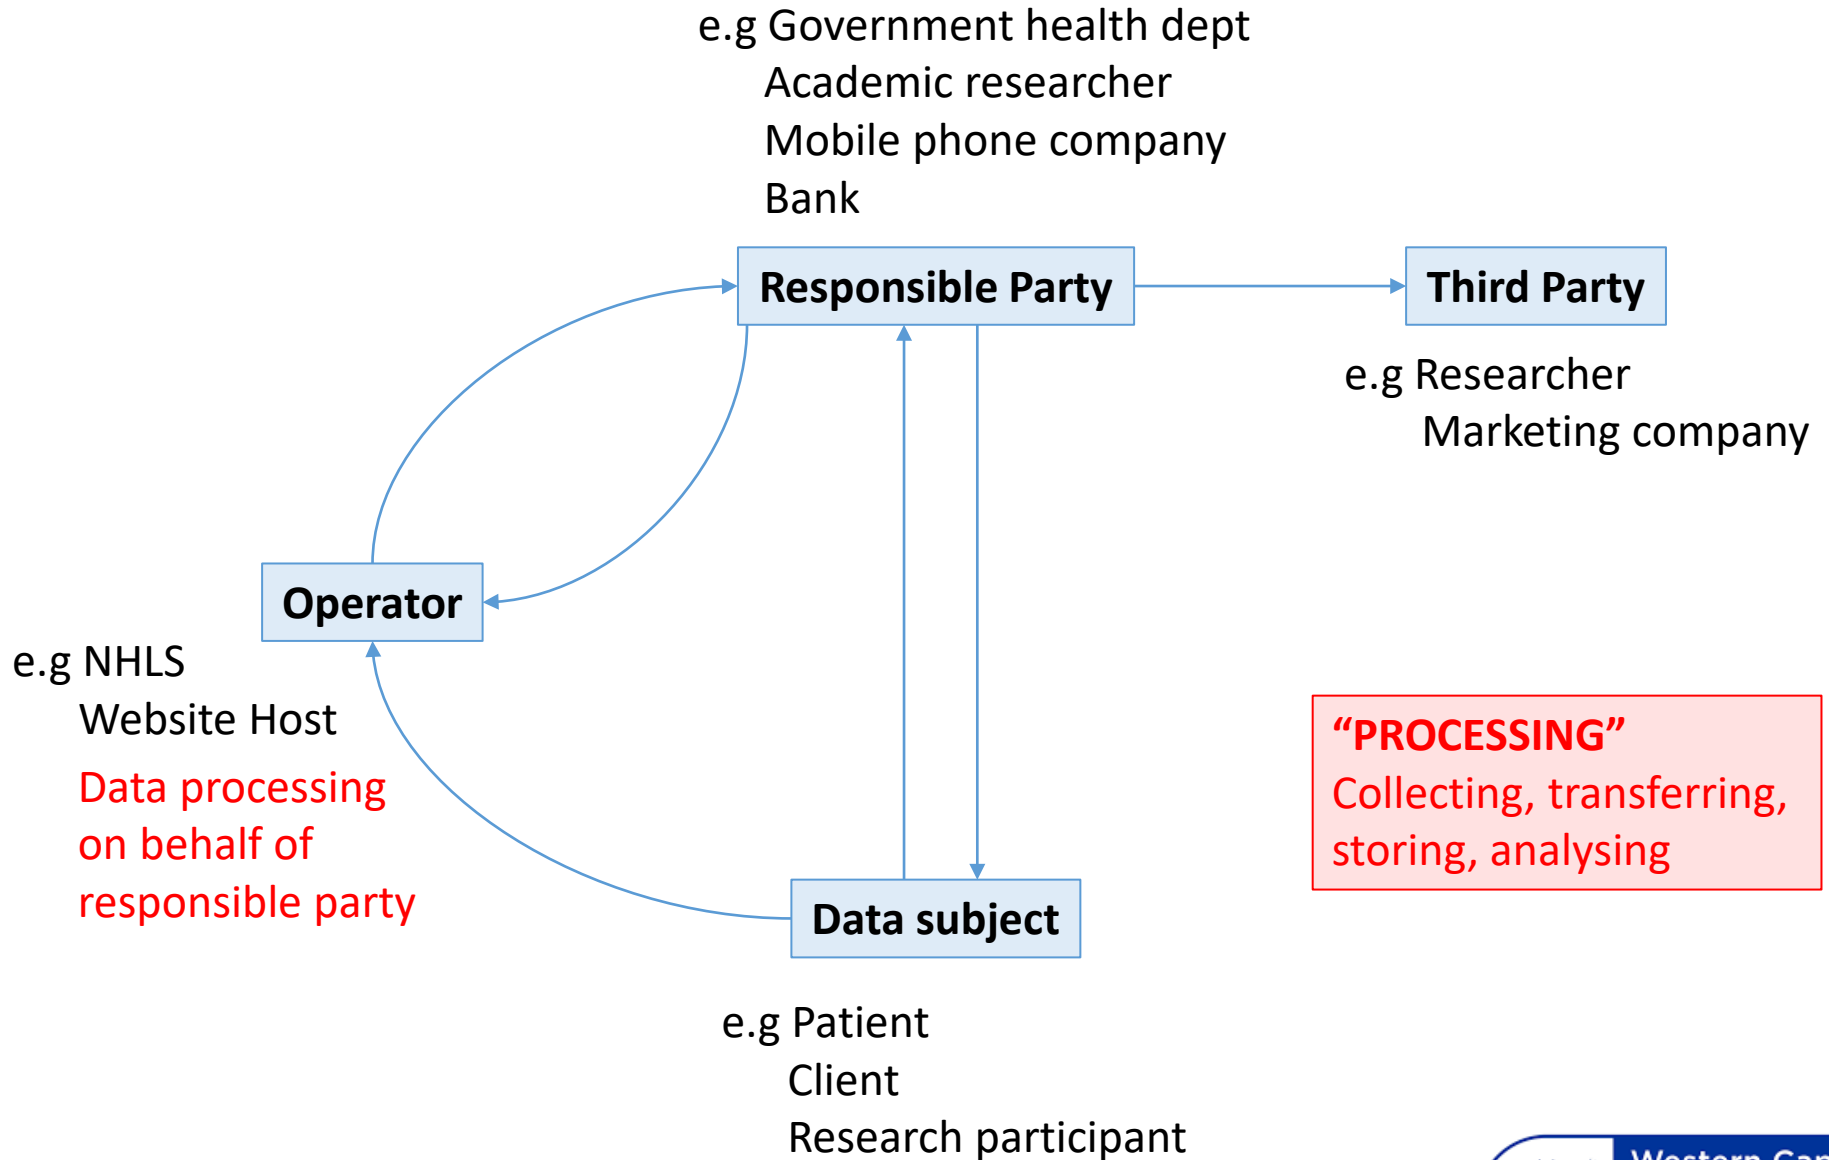 e.g Government health dept
Academic researcher
Mobile phone company
Bank
Responsible Party
Third Party
e.g Researcher
Marketing company
Operator
e.g NHLS
Website Host
Data processing
on behalf of
responsible party
“PROCESSING”
Collecting, transferring,
storing, analysing
Data subject
e.g Patient
Client
Research participant
Western